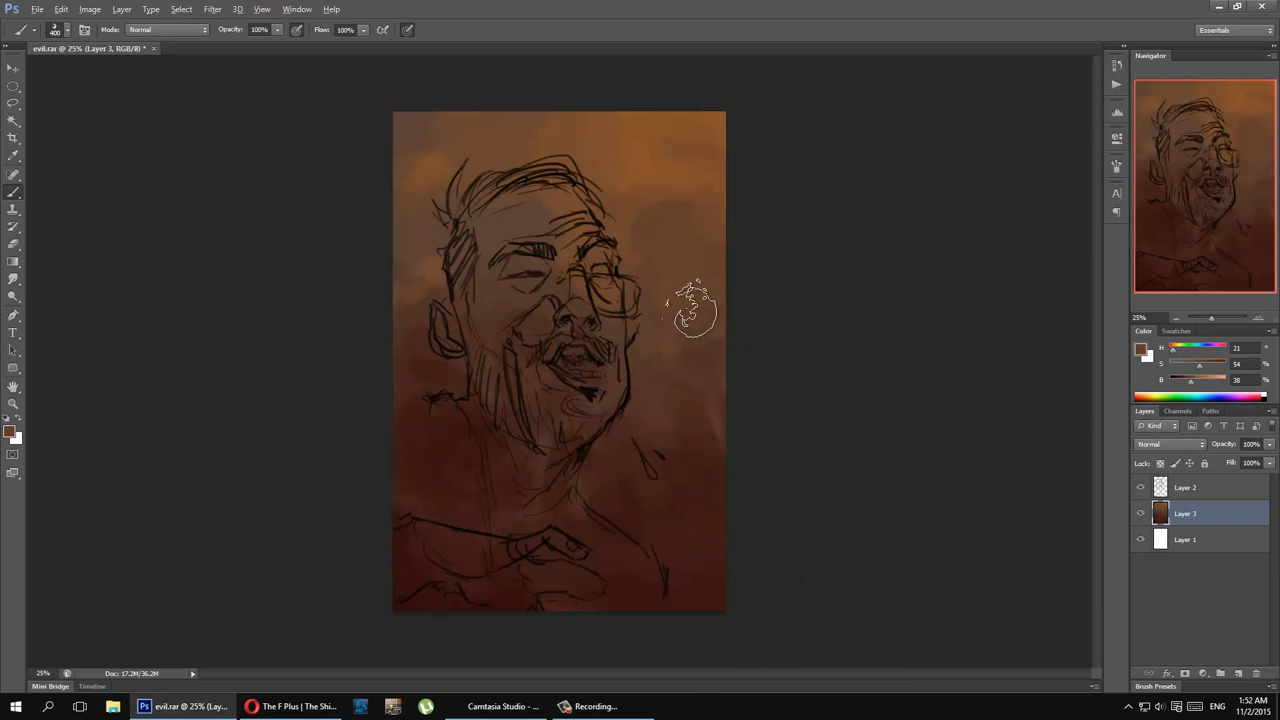 Ps File Edit Image Layer Type Select Filter 3D View Window Help
400 Mode: Normal Opacity: 100% Flow: 100% Essentials
evil.rar @ 25% (Layer 3, RGB/8) * ×
Navigator
25%
Color Swatches
H 21
S 54 %
B 38 %
Layers Channels Paths
Kind
Normal Opacity: 100%
Lock: Fill: 100%
Layer 2
Layer 3
Layer 1
25% Doc: 17.2M/36.2M
Mini Bridge Timeline Brush Presets
Ps evil.rar @ 25% (Lay... The F Plus | The Shi... Camtasia Studio - ... Recording...
1:52 AM
11/2/2015